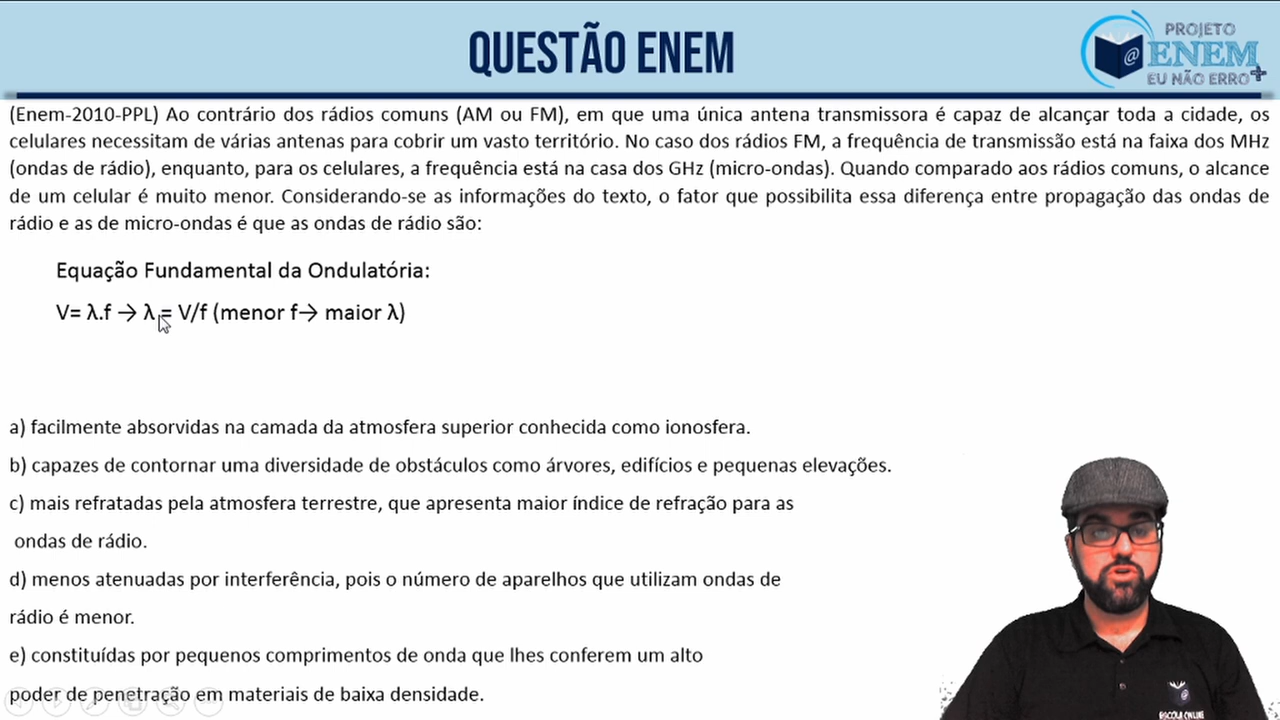 QUESTÃO ENEM
PROJETO
@ENEM+
EU NÃO ERRO
(Enem-2010-PPL) Ao contrário dos rádios comuns (AM ou FM), em que uma única antena transmissora é capaz de alcançar toda a cidade, os
celulares necessitam de várias antenas para cobrir um vasto território. No caso dos rádios FM, a frequência de transmissão está na faixa dos MHz
(ondas de rádio), enquanto, para os celulares, a frequência está na casa dos GHz (micro-ondas). Quando comparado aos rádios comuns, o alcance
de um celular é muito menor. Considerando-se as informações do texto, o fator que possibilita essa diferença entre propagação das ondas de
rádio e as de micro-ondas é que as ondas de rádio são:
Equação Fundamental da Ondulatória:
V= λ.f → λ = V/f (menor f→ maior λ)
a) facilmente absorvidas na camada da atmosfera superior conhecida como ionosfera.
b) capazes de contornar uma diversidade de obstáculos como árvores, edifícios e pequenas elevações.
c) mais refratadas pela atmosfera terrestre, que apresenta maior índice de refração para as
ondas de rádio.
d) menos atenuadas por interferência, pois o número de aparelhos que utilizam ondas de
rádio é menor.
e) constituídas por pequenos comprimentos de onda que lhes conferem um alto
poder de penetração em materiais de baixa densidade.
ESCOLA ONLINE